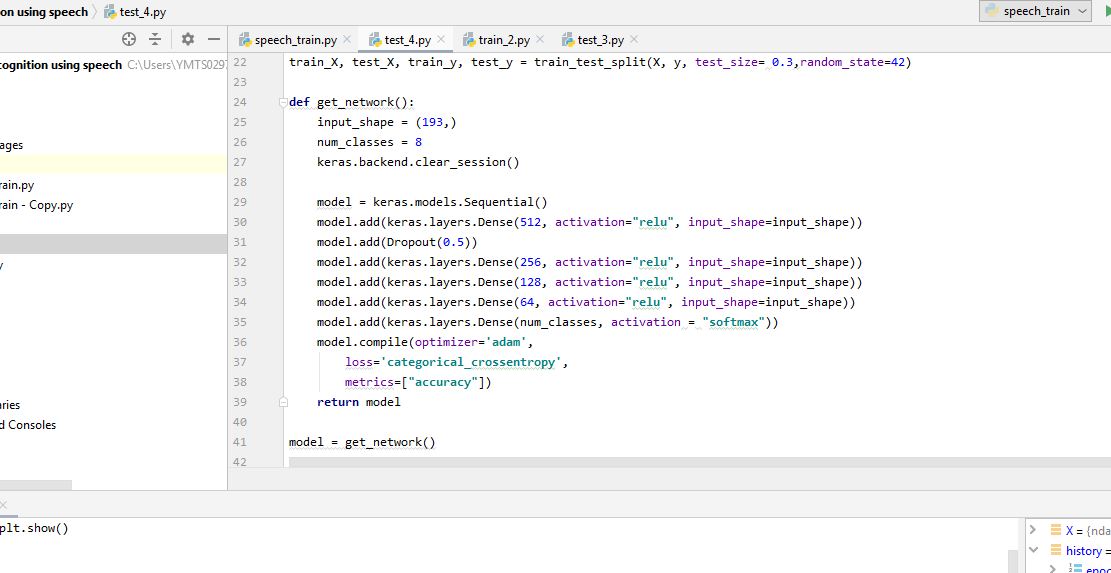 on using speech test_4.py speech_train
speech_train.py test_4.py train_2.py test_3.py
cognition using speech C:\Users\YMTS0297
ages
rain.py
rain - Copy.py
y
ries
d Consoles
22 train_X, test_X, train_y, test_y = train_test_split(X, y, test_size= 0.3,random_state=42)
23
24 def get_network():
25 input_shape = (193,)
26 num_classes = 8
27 keras.backend.clear_session()
28
29 model = keras.models.Sequential()
30 model.add(keras.layers.Dense(512, activation="relu", input_shape=input_shape))
31 model.add(Dropout(0.5))
32 model.add(keras.layers.Dense(256, activation="relu", input_shape=input_shape))
33 model.add(keras.layers.Dense(128, activation="relu", input_shape=input_shape))
34 model.add(keras.layers.Dense(64, activation="relu", input_shape=input_shape))
35 model.add(keras.layers.Dense(num_classes, activation = "softmax"))
36 model.compile(optimizer='adam',
37 loss='categorical_crossentropy',
38 metrics=["accuracy"])
39 return model
40
41 model = get_network()
42
plt.show()
X = {nda
history =
epoc